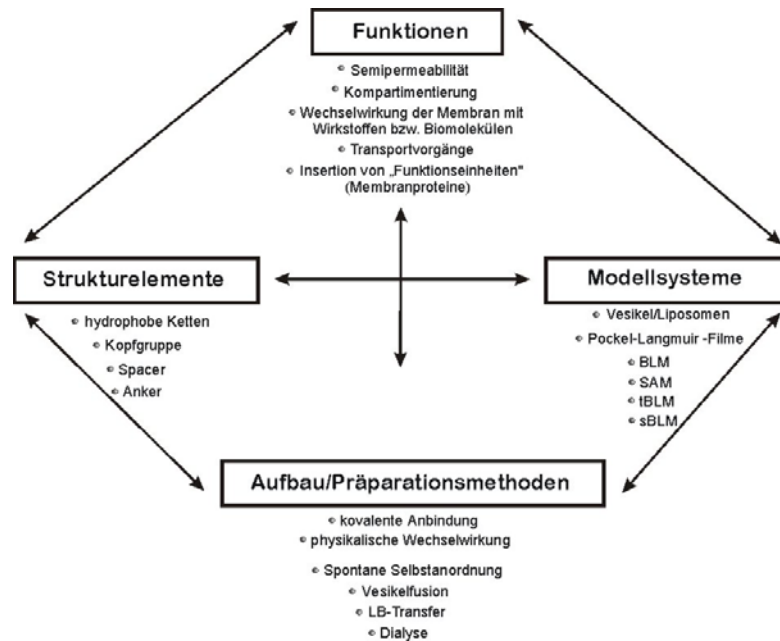 Funktionen
Semipermeabilität
Kompartimentierung
Wechselwirkung der Membran mit
Wirkstoffen bzw. Biomolekülen
Transportvorgänge
Insertion von „Funktionseinheiten"
(Membranproteine)
Strukturelemente
hydrophobe Ketten
Kopfgruppe
Spacer
Anker
Modellsysteme
Vesikel/Liposomen
Pockel-Langmuir -Filme
BLM
SAM
tBLM
sBLM
Aufbau/Präparationsmethoden
kovalente Anbindung
physikalische Wechselwirkung
Spontane Selbstanordnung
Vesikelfusion
LB-Transfer
Dialyse